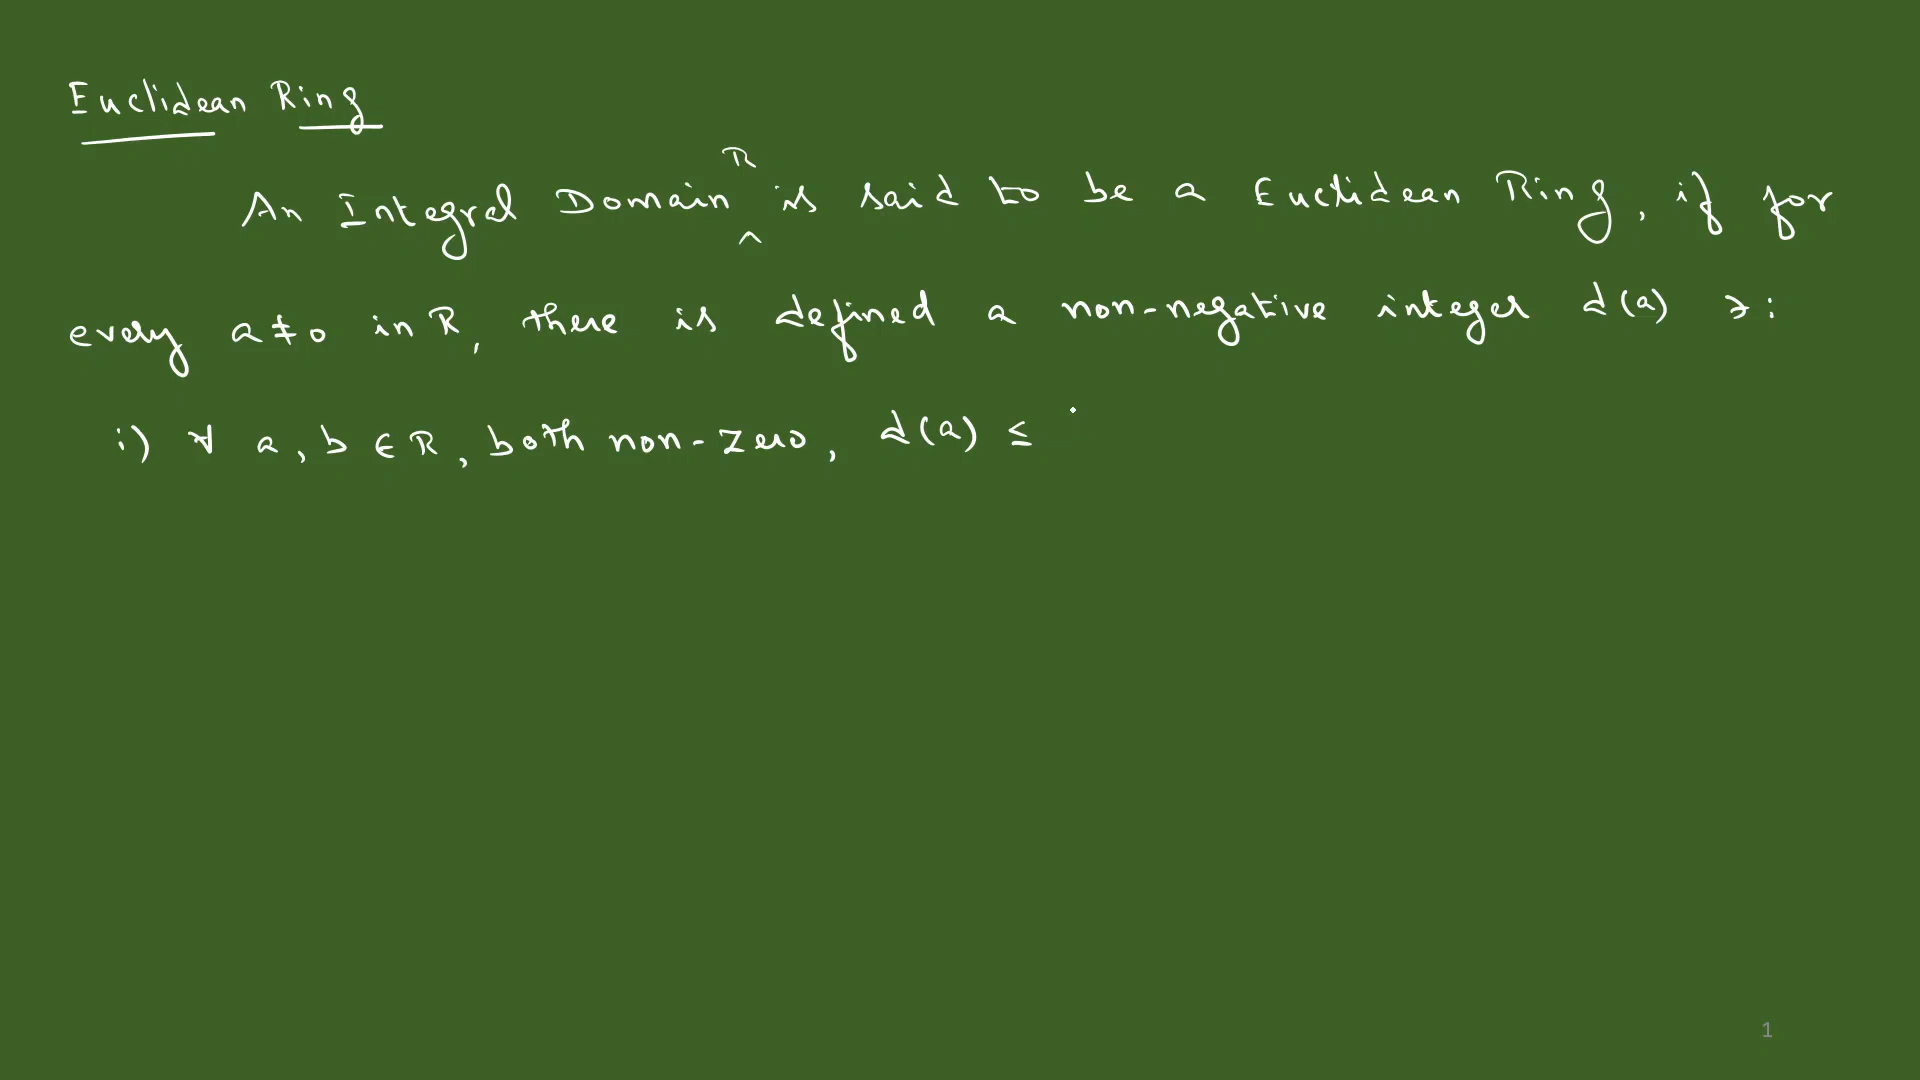 Euclidean Ring
An Integral Domain R is said to be a Euclidean Ring, if for
every a ≠ 0 in R, there is defined a non-negative integer d(a) ∋:
i) ∀ a, b ∈ R, both non-zero, d(a) ≤
1